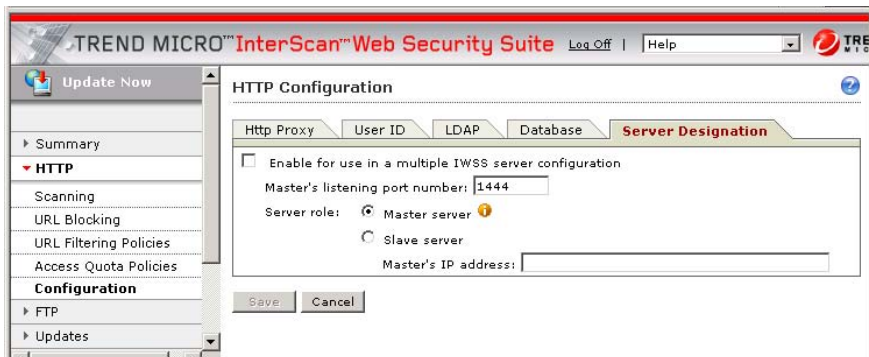 TREND MICRO™ InterScan™ Web Security Suite Log Off | Help
Update Now
Summary
HTTP
Scanning
URL Blocking
URL Filtering Policies
Access Quota Policies
Configuration
FTP
Updates
HTTP Configuration
Http Proxy User ID LDAP Database Server Designation
Enable for use in a multiple IWSS server configuration
Master's listening port number: 1444
Server role: Master server
Slave server
Master's IP address:
Save Cancel